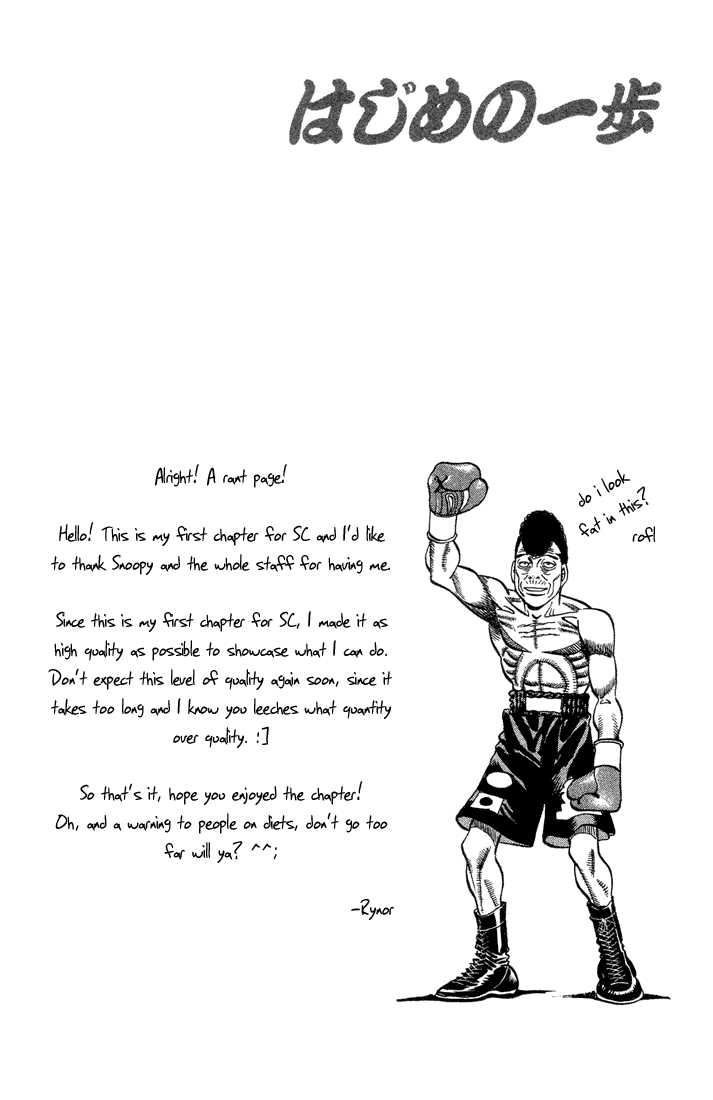 はじめの一歩
Alright! A rant page!
Hello! This is my first chapter for SC and I'd like
to thank Snoopy and the whole staff for having me.
Since this is my first chapter for SC, I made it as
high quality as possible to showcase what I can do.
Don't expect this level of quality again soon, since it
takes too long and I know you leeches what quantity
over quality. :]
So that's it, hope you enjoyed the chapter!
Oh, and a warning to people on diets, don't go too
far will ya? ^^;
-Rynor
do i look
fat in this?
rofl